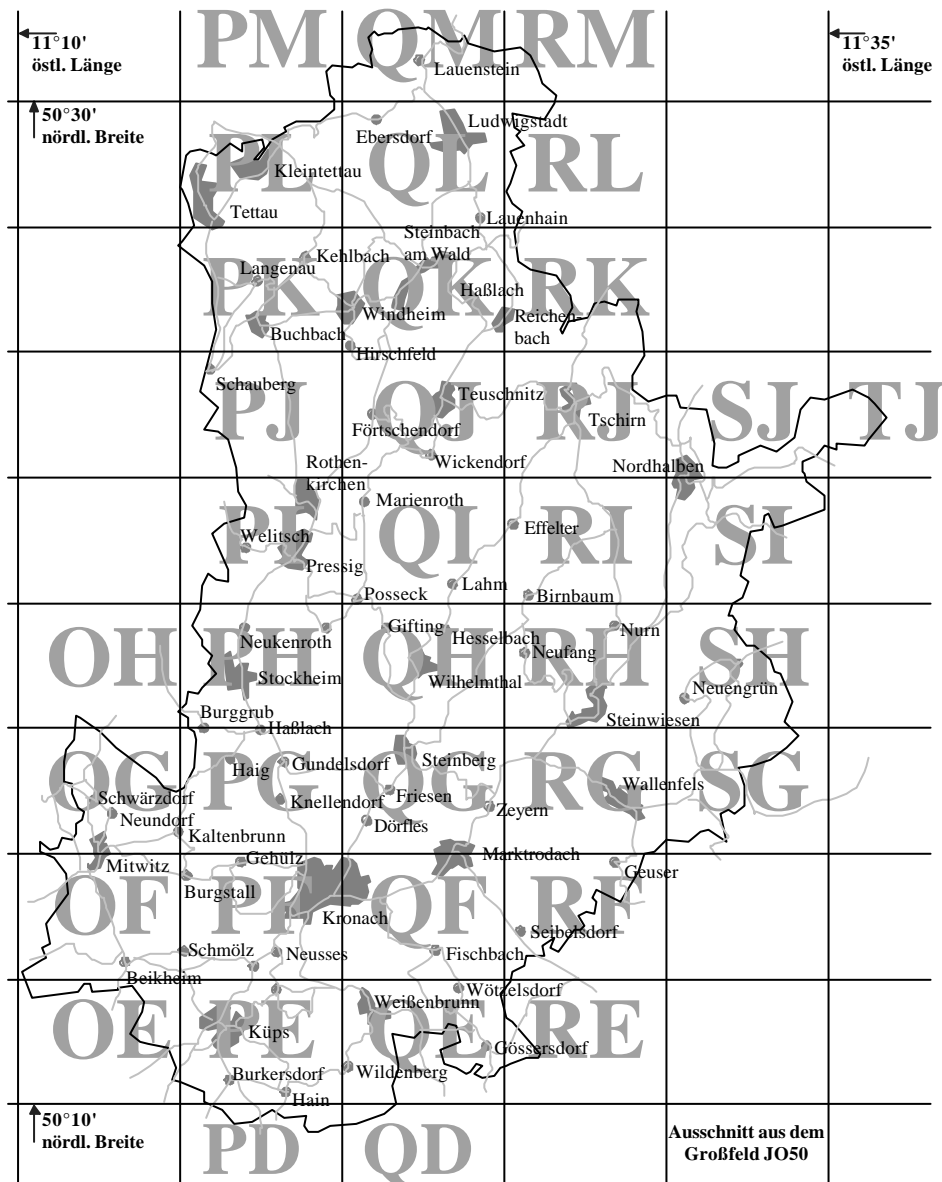 PM QM RM
11°10'
östl. Länge
11°35'
östl. Länge
Lauenstein
50°30'
nördl. Breite
Ludwigstadt
Ebersdorf
PL QL RL
Kleintettau
Tettau
Lauenhain
Steinbach
am Wald
Kehlbach
Langenau
PK QK RK
Haßlach
Windheim
Reichen-
bach
Buchbach
Hirschfeld
Schauberg
PJ QJ RJ SJ TJ
Teuschnitz
Tschirn
Förtschendorf
Wickendorf
Rothen-
kirchen
Nordhalben
Marienroth
PI QI RI SI
Effelter
Welitsch
Pressig
Lahm
Posseck
Birnbaum
Neukenroth
Gifting
Hesselbach
Nurn
OH PH QH RH SH
Neufang
Stockheim
Wilhelmthal
Neuengrün
Burggrub
Haßlach
Steinwiesen
OG PG QG RG SG
Haig
Gundelsdorf
Steinberg
Wallenfels
Schwärzdorf
Knellendorf
Friesen
Zeyern
Neundorf
Dörfles
Kaltenbrunn
Mitwitz
Gehülz
Marktrodach
Geuser
Burgstall
OF PF QF RF
Kronach
Seibelsdorf
Schmölz
Neusses
Fischbach
Beikheim
Wötzelsdorf
Weißenbrunn
OE PE QE RE
Küps
Gössersdorf
Burkersdorf
Wildenberg
Hain
50°10'
nördl. Breite
PD QD
Ausschnitt aus dem
Großfeld JO50